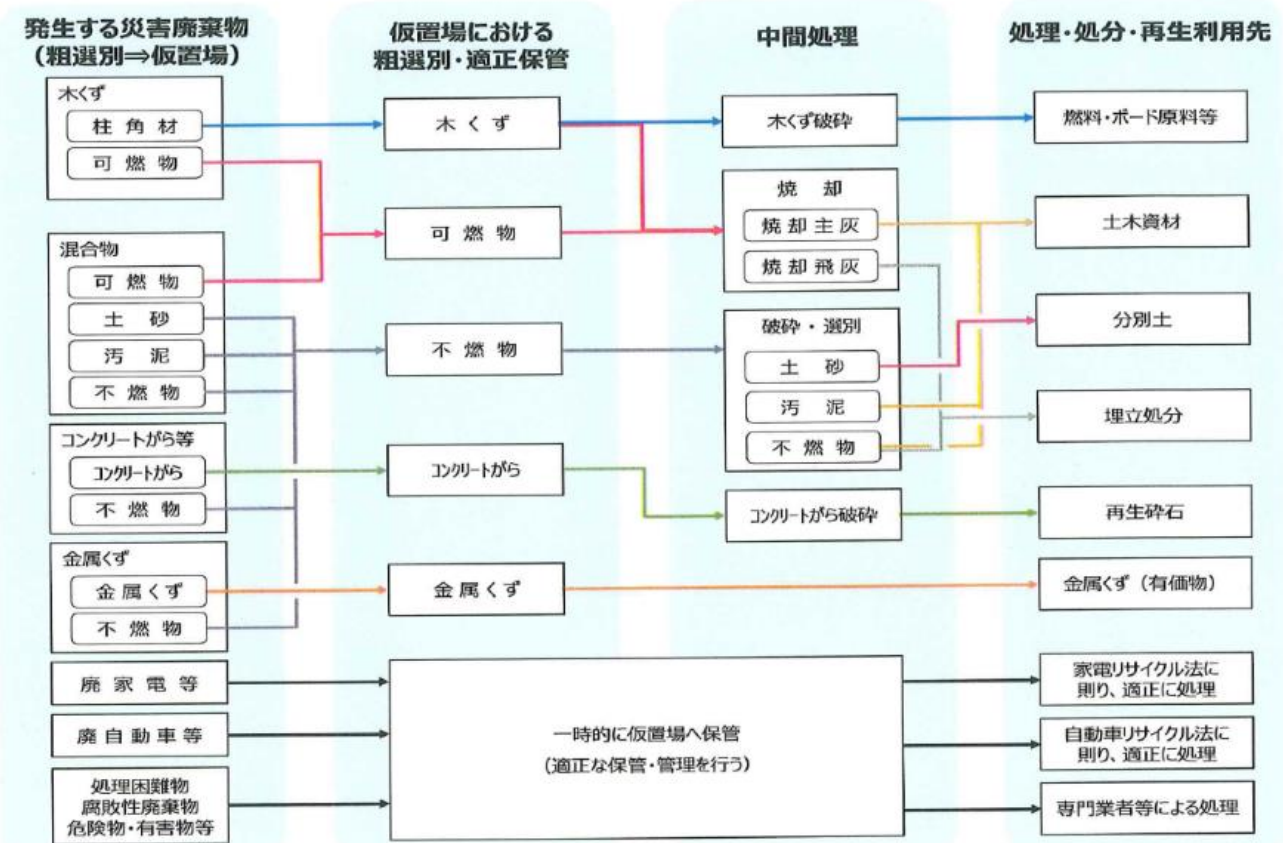 発生する災害廃棄物
(粗選別⇒仮置場)
仮置場における
粗選別・適正保管
中間処理
処理・処分・再生利用先
木くず
柱角材
可燃物
混合物
可燃物
土砂
汚泥
不燃物
コンクリートがら等
コンクリートがら
不燃物
金属くず
金属くず
不燃物
廃家電等
廃自動車等
処理困難物
腐敗性廃棄物
危険物・有害物等
木くず
可燃物
不燃物
コンクリートがら
金属くず
一時的に仮置場へ保管
(適正な保管・管理を行う)
木くず破砕
焼却
焼却主灰
焼却飛灰
破砕・選別
土砂
汚泥
不燃物
コンクリートがら破砕
燃料・ボード原料等
土木資材
分別土
埋立処分
再生砕石
金属くず(有価物)
家電リサイクル法に
則り、適正に処理
自動車リサイクル法に
則り、適正に処理
専門業者等による処理